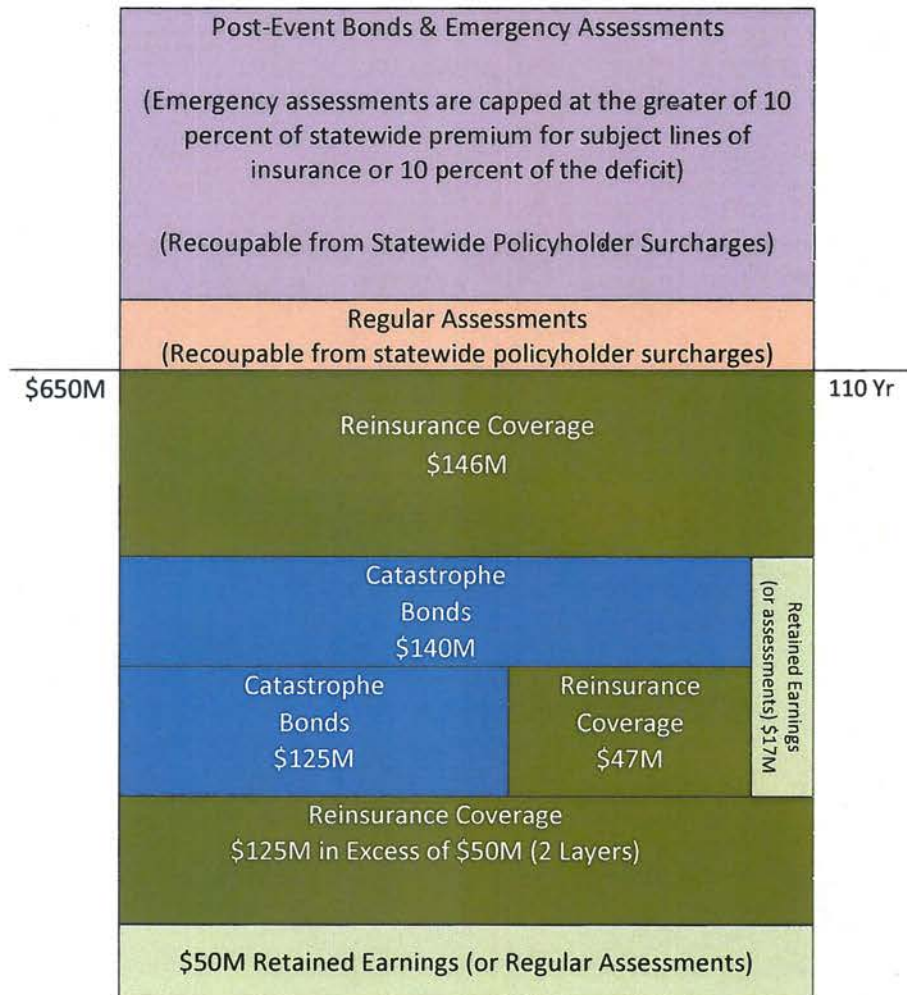 Post-Event Bonds & Emergency Assessments
(Emergency assessments are capped at the greater of 10
percent of statewide premium for subject lines of
insurance or 10 percent of the deficit)
(Recoupable from Statewide Policyholder Surcharges)
Regular Assessments
(Recoupable from statewide policyholder surcharges)
$650M
110 Yr
Reinsurance Coverage
$146M
Catastrophe
Bonds
$140M
Retained Earnings
(or assessments) $17M
Catastrophe
Bonds
$125M
Reinsurance
Coverage
$47M
Reinsurance Coverage
$125M in Excess of $50M (2 Layers)
$50M Retained Earnings (or Regular Assessments)